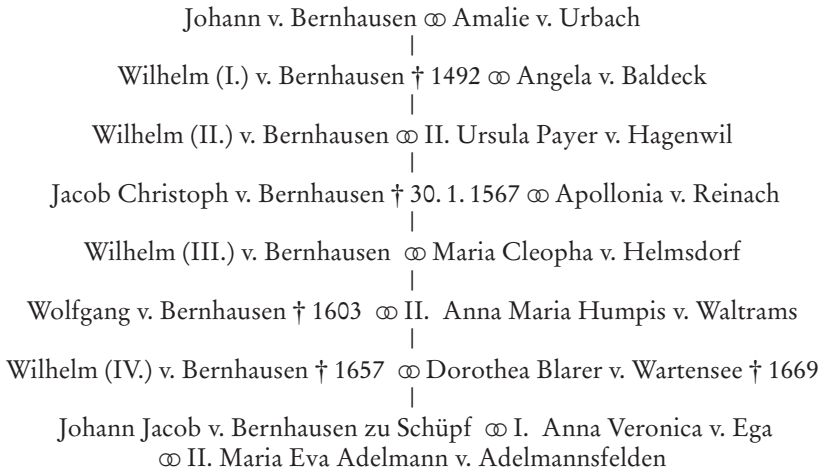 Johann v. Bernhausen ⚭ Amalie v. Urbach
Wilhelm (I.) v. Bernhausen † 1492 ⚭ Angela v. Baldeck
Wilhelm (II.) v. Bernhausen ⚭ II. Ursula Payer v. Hagenwil
Jacob Christoph v. Bernhausen † 30. 1. 1567 ⚭ Apollonia v. Reinach
Wilhelm (III.) v. Bernhausen ⚭ Maria Cleopha v. Helmsdorf
Wolfgang v. Bernhausen † 1603 ⚭ II. Anna Maria Humpis v. Waltrams
Wilhelm (IV.) v. Bernhausen † 1657 ⚭ Dorothea Blarer v. Wartensee † 1669
Johann Jacob v. Bernhausen zu Schüpf ⚭ I. Anna Veronica v. Ega
⚭ II. Maria Eva Adelmann v. Adelmannsfelden